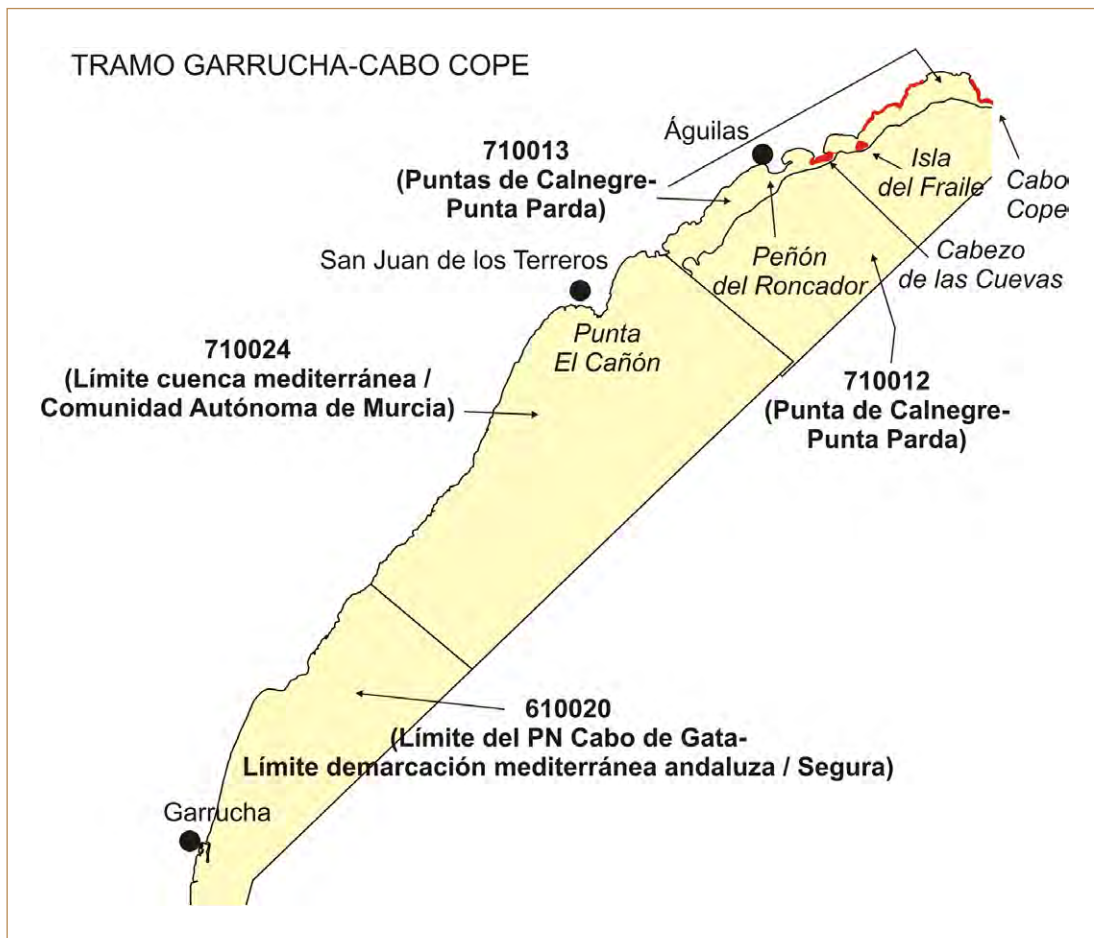 TRAMO GARRUCHA-CABO COPE
Águilas
710013
(Puntas de Calnegre-
Punta Parda)
Isla
del Fraile
Cabo
Cope
San Juan de los Terreros
Peñón
del Roncador
Cabezo
de las Cuevas
Punta
El Cañón
710024
(Límite cuenca mediterránea /
Comunidad Autónoma de Murcia)
710012
(Punta de Calnegre-
Punta Parda)
610020
(Límite del PN Cabo de Gata-
Límite demarcación mediterránea andaluza / Segura)
Garrucha